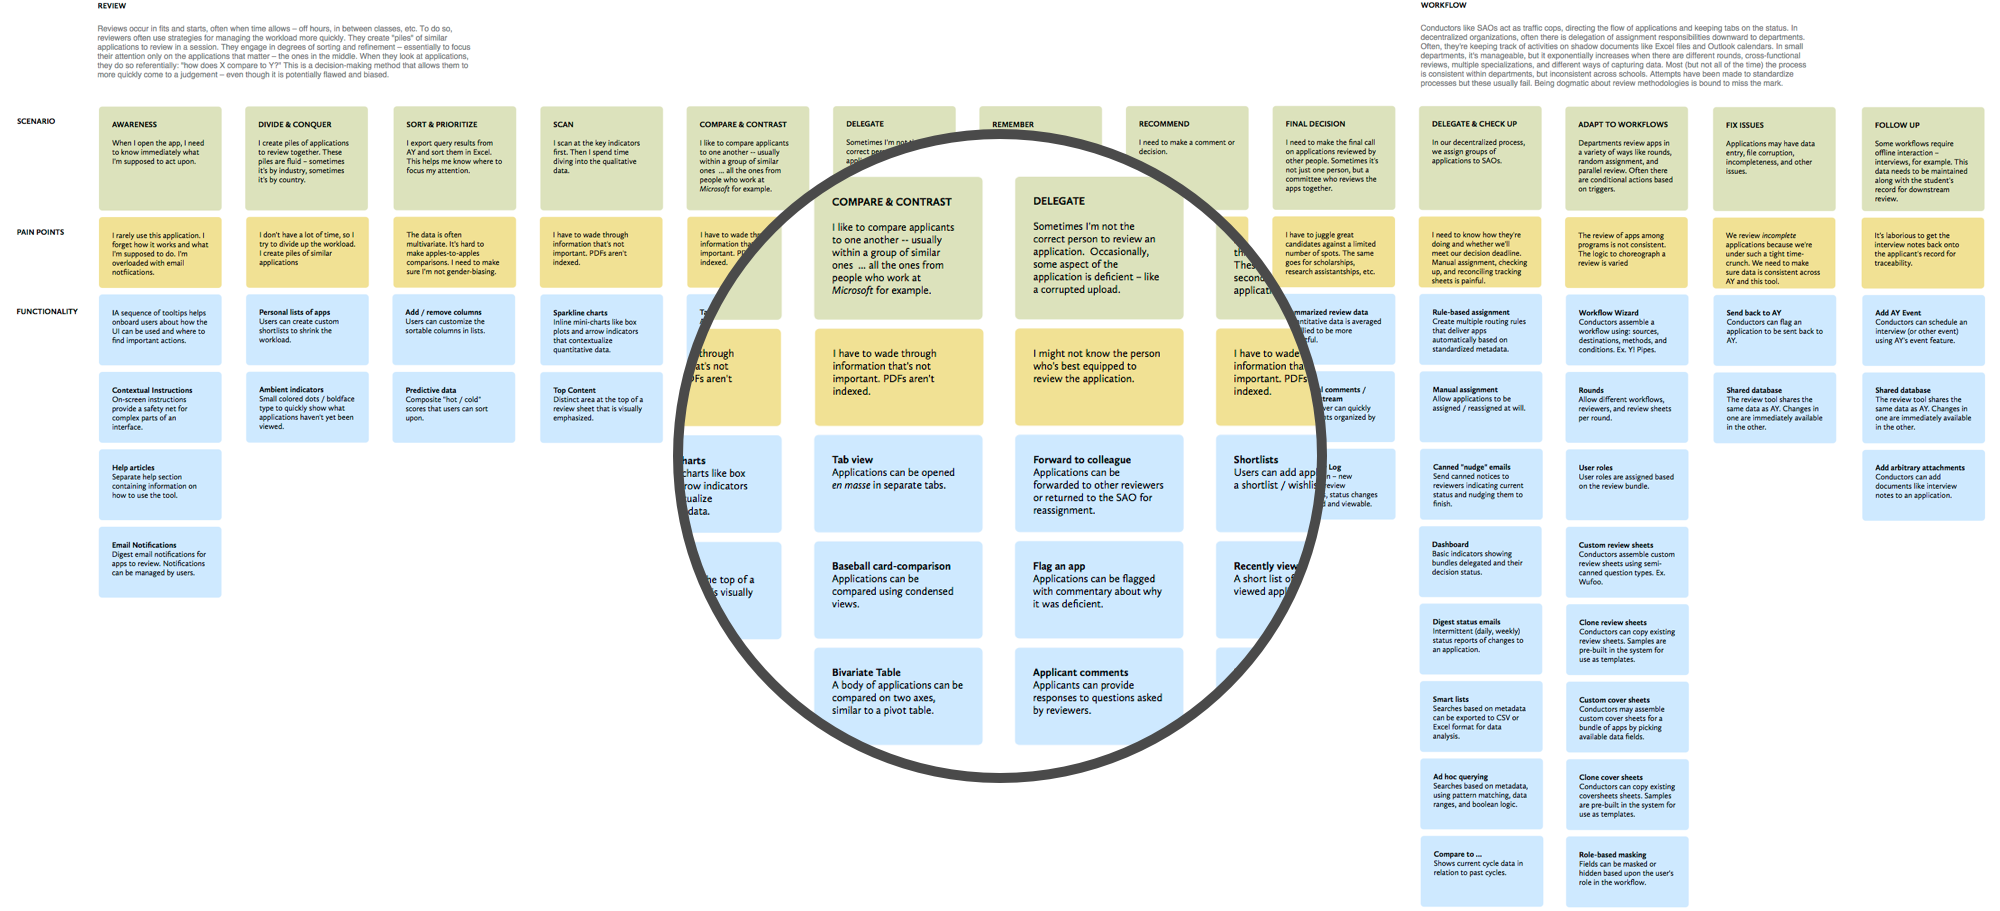 REVIEW
Reviews occur in fits and starts, often when time allows – off hours, in between classes, etc. To do so,
reviewers often use strategies for managing the workload more quickly. They create "piles" of similar
applications to review in a session. They engage in degrees of sorting and refinement – essentially to focus
their attention only on the applications that matter – the ones in the middle. When they look at applications,
they do so referentially: "how does X compare to Y?" This is a decision-making method that allows them to
more quickly come to a judgement – even though it is potentially flawed and biased.
WORKFLOW
Conductors like SAOs act as traffic cops, directing the flow of applications and keeping tabs on the status. In
decentralized organizations, often there is delegation of assignment responsibilities downward to departments.
Often, they're keeping track of activities on shadow documents like Excel files and Outlook calendars. In small
departments, it's manageable, but it exponentially increases when there are different rounds, cross-functional
reviews, multiple specializations, and different ways of capturing data. Most (but not all of the time) the process
is consistent within departments, but inconsistent across schools. Attempts have been made to standardize
processes but these usually fail. Being dogmatic about review methodologies is bound to miss the mark.
SCENARIO
AWARENESS
When I open the app, I need
to know immediately what
I'm supposed to act upon.
DIVIDE & CONQUER
I create piles of applications
to review together. These
piles are fluid – sometimes
it's by industry, sometimes
it's by country.
SORT & PRIORITIZE
I export query results from
AY and sort them in Excel.
This helps me know where to
focus my attention.
SCAN
I scan at the key indicators
first. Then I spend time
diving into the qualitative
data.
COMPARE & CONTRAST
I like to compare applicants
to one another -- usually
within a group of similar
ones ... all the ones from
people who work at
Microsoft for example.
DELEGATE
Sometimes I'm not
correct
REMEMBER
RECOMMEND
I need to make a comment or
decision.
FINAL DECISION
I need to make the final call
on applications reviewed by
other people. Sometimes it's
not just one person, but a
committee who reviews the
apps together.
DELEGATE & CHECK UP
In our decentralized process,
we assign groups of
applications to SAOs.
ADAPT TO WORKFLOWS
Departments review apps in
a variety of ways like rounds,
random assignment, and
parallel review. Often there
are conditional actions based
on triggers.
FIX ISSUES
Applications may have data
entry, file corruption,
incompleteness, and other
issues.
FOLLOW UP
Some workflows require
offline interaction –
interviews, for example. This
data needs to be maintained
along with the student's
record for downstream
review.
PAIN POINTS
I rarely use this application. I
forget how it works and what
I'm supposed to do. I'm
overloaded with email
notifications.
I don't have a lot of time, so I
try to divide up the workload.
I create piles of similar
applications
The data is often
multivariate. It's hard to
make apples-to-apples
comparisons. I need to make
sure I'm not gender-biasing.
I have to wade through
information that's not
important. PDFs aren't
indexed.
I have to wade
information that
important.
indexed.
I have to juggle great
candidates against a limited
number of spots. The same
goes for scholarships,
research assistantships, etc.
I need to know how they're
doing and whether we'll
meet our decision deadline.
Manual assignment, checking
up, and reconciling tracking
sheets is painful.
The review of apps among
programs is not consistent.
The logic to choreograph a
review is varied
We review incomplete
applications because we're
under such a tight time-
crunch. We need to make
sure data is consistent across
AY and this tool.
It's laborious to get the
interview notes back onto
the applicant's record for
traceability.
FUNCTIONALITY
IA sequence of tooltips helps
onboard users about how the
UI can be used and where to
find important actions.
Personal lists of apps
Users can create custom
shortlists to shrink the
workload.
Add / remove columns
Users can customize the
sortable columns in lists.
Sparkline charts
Inline mini-charts like box
plots and arrow indicators
that contextualize
quantitative data.
Contextual Instructions
On-screen instructions
provide a safety net for
complex parts of an
interface.
Ambient indicators
Small colored dots / boldface
type to quickly show what
applications haven't yet been
viewed.
Predictive data
Composite "hot / cold"
scores that users can sort
upon.
Top Content
Distinct area at the top of a
review sheet that is visually
emphasized.
Help articles
Separate help section
containing information on
how to use the tool.
Email Notifications
Digest email notifications for
apps to review. Notifications
can be managed by users.
COMPARE & CONTRAST
I like to compare applicants
to one another -- usually
within a group of similar
ones ... all the ones from
people who work at
Microsoft for example.
DELEGATE
Sometimes I'm not the
correct person to review an
application. Occasionally,
some aspect of the
application is deficient – like
a corrupted upload.
through
at's not
PDFs aren't
I have to wade through
information that's not
important. PDFs aren't
indexed.
I might not know the person
who's best equipped to
review the application.
I have to wade
information tha
important. PDFs
indexed.
harts
charts like box
row indicators
ualize
data.
Tab view
Applications can be opened
en masse in separate tabs.
Forward to colleague
Applications can be
forwarded to other reviewers
or returned to the SAO for
reassignment.
Shortlists
Users can add app
a shortlist / wishlis
he top of a
s visually
Baseball card-comparison
Applications can be
compared using condensed
views.
Flag an app
Applications can be flagged
with commentary about why
it was deficient.
Recently view
A short list of
viewed appl
Bivariate Table
A body of applications can be
compared on two axes,
similar to a pivot table.
Applicant comments
Applicants can provide
responses to questions asked
by reviewers.
mmarized review data
antitative data is averaged
comments /
stream
ver can quickly
nts organized by
Log
– new
review
, status changes
d and viewable.
Rule-based assignment
Create multiple routing rules
that deliver apps
automatically based on
standardized metadata.
Workflow Wizard
Conductors assemble a
workflow using: sources,
destinations, methods, and
conditions. Ex. Y! Pipes.
Send back to AY
Conductors can flag an
application to be sent back to
AY.
Add AY Event
Conductors can schedule an
interview (or other event)
using AY's event feature.
Manual assignment
Allow applications to be
assigned / reassigned at will.
Rounds
Allow different workflows,
reviewers, and review sheets
per round.
Shared database
The review tool shares the
same data as AY. Changes in
one are immediately available
in the other.
Shared database
The review tool shares the
same data as AY. Changes in
one are immediately available
in the other.
Canned "nudge" emails
Send canned notices to
reviewers indicating current
status and nudging them to
finish.
User roles
User roles are assigned based
on the review bundle.
Add arbitrary attachments
Conductors can add
documents like interview
notes to an application.
Dashboard
Basic indicators showing
bundles delegated and their
decision status.
Custom review sheets
Conductors assemble custom
review sheets using semi-
canned question types. Ex.
Wufoo.
Digest status emails
Intermittent (daily, weekly)
status reports of changes to
an application.
Clone review sheets
Conductors can copy existing
review sheets. Samples are
pre-built in the system for
use as templates.
Smart lists
Searches based on metadata
can be exported to CSV or
Excel format for data
analysis.
Custom cover sheets
Conductors may assemble
custom cover sheets for a
bundle of apps by picking
available data fields.
Ad hoc querying
Searches based on metadata,
using pattern matching, data
ranges, and boolean logic.
Clone cover sheets
Conductors can copy existing
coversheets sheets. Samples
are pre-built in the system for
use as templates.
Compare to ...
Shows current cycle data in
relation to past cycles.
Role-based masking
Fields can be masked or
hidden based upon the user's
role in the workflow.